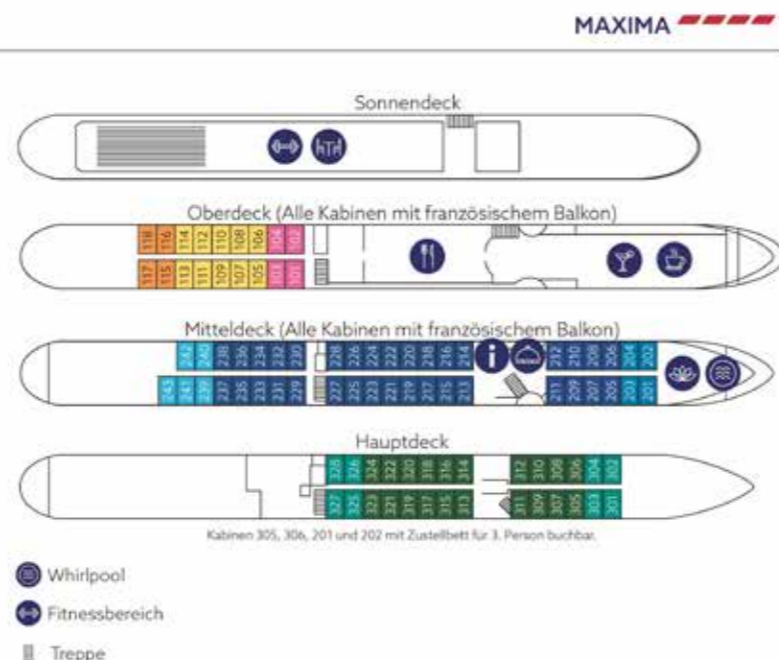 MAXIMA
Sonnendeck
Oberdeck (Alle Kabinen mit französischem Balkon)
118 116 114 112 110 108 106 104 102
117 115 113 111 109 107 105 103 101
Mitteldeck (Alle Kabinen mit französischem Balkon)
242 240 238 236 234 232 230 228 226 224 222 220 218 216 214 212 210 208 206 204 202
243 241 239 237 235 233 231 229 227 225 223 221 219 217 215 213 211 209 207 205 203 201
Hauptdeck
328 326 324 322 320 318 316 314 312 310 308 306 304 302
327 325 323 321 319 317 315 313 311 309 307 305 303 301
Kabinen 305, 306, 201 und 202 mit Zustellbett für 3. Person buchbar.
Whirlpool
Fitnessbereich
Treppe